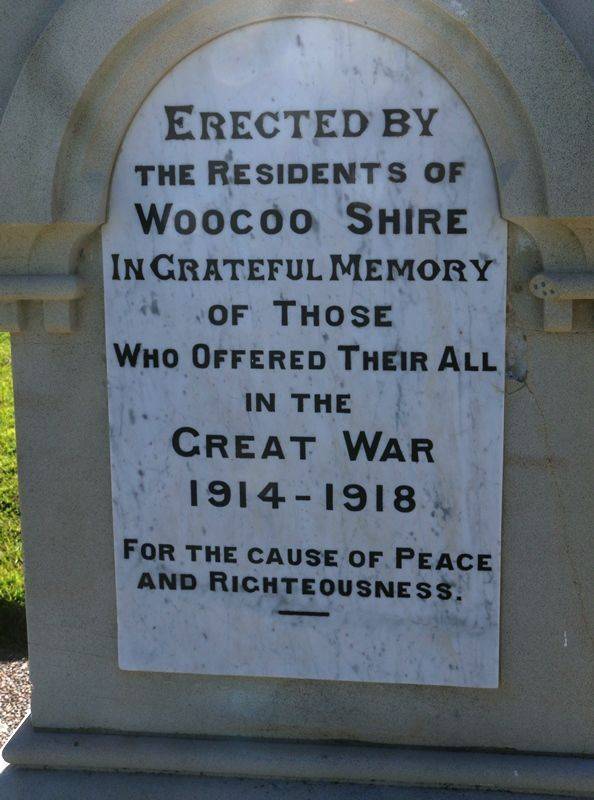 ERECTED BY
THE RESIDENTS OF
WOOCOO SHIRE
IN GRATEFUL MEMORY
OF THOSE
WHO OFFERED THEIR ALL
IN THE
GREAT WAR
1914-1918
FOR THE CAUSE OF PEACE
AND RIGHTEOUSNESS.